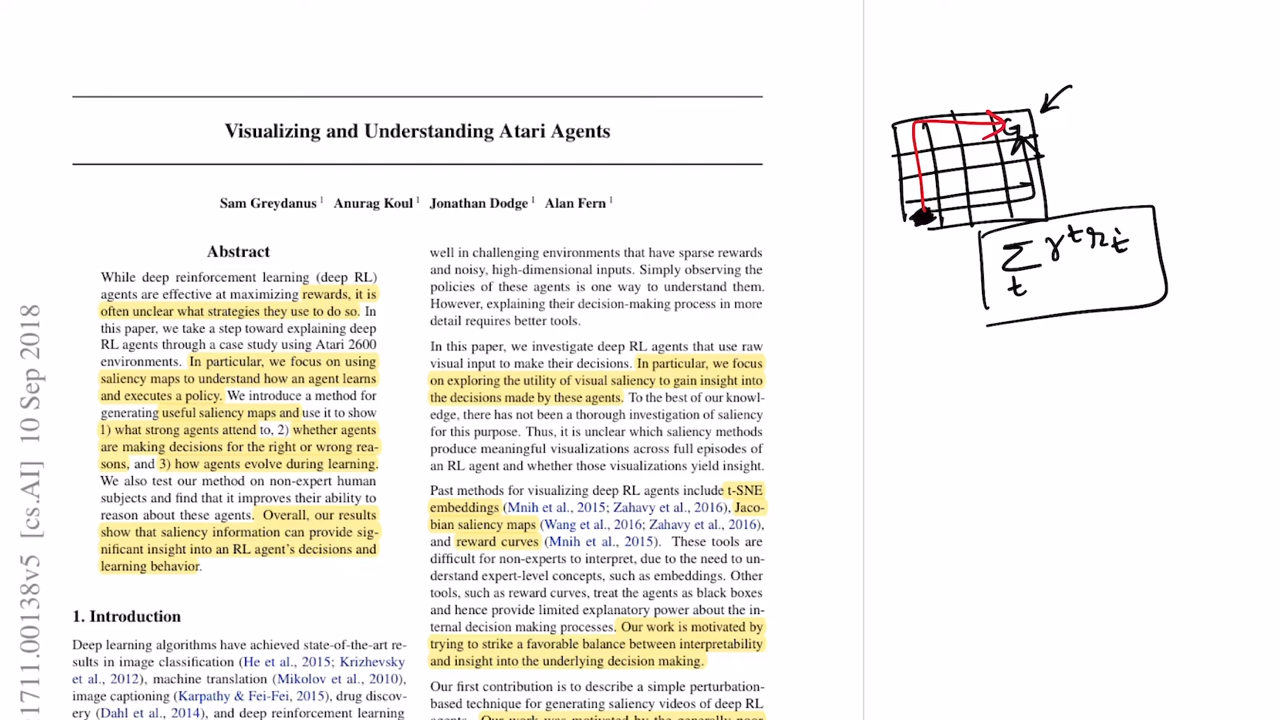 Visualizing and Understanding Atari Agents
Sam Greydanus 1 Anurag Koul 1 Jonathan Dodge 1 Alan Fern 1
Abstract
While deep reinforcement learning (deep RL)
agents are effective at maximizing rewards, it is
often unclear what strategies they use to do so. In
this paper, we take a step toward explaining deep
RL agents through a case study using Atari 2600
environments. In particular, we focus on using
saliency maps to understand how an agent learns
and executes a policy. We introduce a method for
generating useful saliency maps and use it to show
1) what strong agents attend to, 2) whether agents
are making decisions for the right or wrong rea-
sons, and 3) how agents evolve during learning.
We also test our method on non-expert human
subjects and find that it improves their ability to
reason about these agents. Overall, our results
show that saliency information can provide sig-
nificant insight into an RL agent's decisions and
learning behavior.
1. Introduction
Deep learning algorithms have achieved state-of-the-art re-
sults in image classification (He et al., 2015; Krizhevsky
et al., 2012), machine translation (Mikolov et al., 2010),
image captioning (Karpathy & Fei-Fei, 2015), drug discov-
ery (Dahl et al., 2014), and deep reinforcement learning
well in challenging environments that have sparse rewards
and noisy, high-dimensional inputs. Simply observing the
policies of these agents is one way to understand them.
However, explaining their decision-making process in more
detail requires better tools.
In this paper, we investigate deep RL agents that use raw
visual input to make their decisions. In particular, we focus
on exploring the utility of visual saliency to gain insight into
the decisions made by these agents. To the best of our knowl-
edge, there has not been a thorough investigation of saliency
for this purpose. Thus, it is unclear which saliency methods
produce meaningful visualizations across full episodes of
an RL agent and whether those visualizations yield insight.
Past methods for visualizing deep RL agents include t-SNE
embeddings (Mnih et al., 2015; Zahavy et al., 2016), Jaco-
bian saliency maps (Wang et al., 2016; Zahavy et al., 2016),
and reward curves (Mnih et al., 2015). These tools are
difficult for non-experts to interpret, due to the need to un-
derstand expert-level concepts, such as embeddings. Other
tools, such as reward curves, treat the agents as black boxes
and hence provide limited explanatory power about the in-
ternal decision making processes. Our work is motivated by
trying to strike a favorable balance between interpretability
and insight into the underlying decision making.
Our first contribution is to describe a simple perturbation-
based technique for generating saliency videos of deep RL
agents. Our work was motivated by the generally poor
:1711.00138v5 [cs.AI] 10 Sep 2018
G
∑ γ^t r_t
t